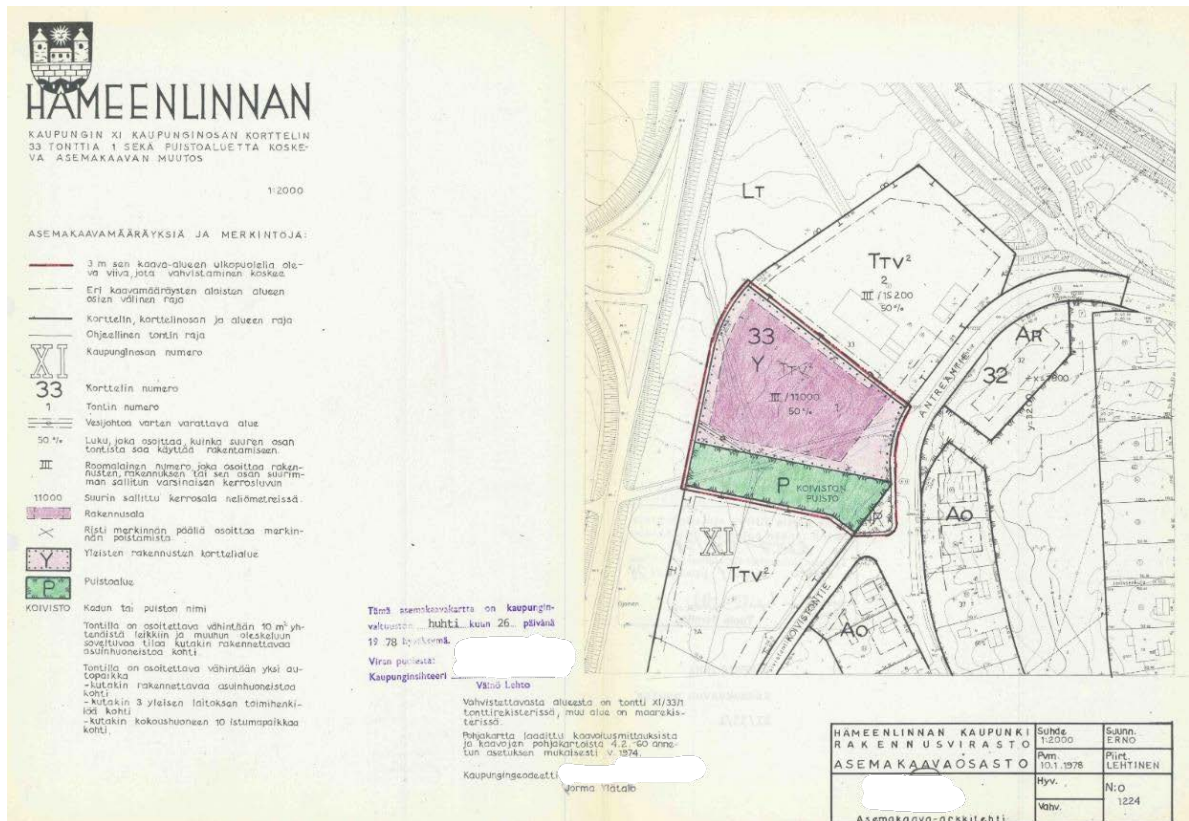 HÄMEENLINNAN
KAUPUNGIN XI KAUPUNGINOSAN KORTTELIN
33 TONTTIA 1 SEKÄ PUISTOALUETTA KOSKE-
VA ASEMAKAAVAN MUUTOS
1:2000
ASEMAKAAVAMÄÄRÄYKSIÄ JA MERKINTÖJÄ:
3 m sen kaava-alueen ulkopuolella ole-
va viiva, jota vahvistaminen koskee
Eri kaavamääräysten alaisten alueen
osien välinen raja
Korttelin, korttelinosan ja alueen raja
Ohjeellinen tontin raja
XI Kaupunginosan numero
33 Korttelin numero
1 Tontin numero
Vesijohtoa varten varattava alue
50 % Luku, joka osoittaa, kuinka suuren osan
tontista saa käyttää rakentamiseen.
III Roomalainen numero, joka osoittaa raken-
nusten, rakennuksen tai sen osan suurim-
man sallitun varsinaisen kerrosluvun
11000 Suurin sallittu kerrosala neliömetreissä.
Rakennusala
Risti merkinnän päällä osoittaa merkin-
nän poistamista
Y Yleisten rakennusten korttelialue
P Puistoalue
KOIVISTO Kadun tai puiston nimi
Tontilla on osoitettava vähintään 10 m² yh-
tenäistä leikkiin ja muuhun oleskeluun
soveltuvaa tilaa kutakin rakennettavaa
asuinhuoneistoa kohti
Tontilla on osoitettava vähintään yksi au-
topaikka
-kutakin rakennettavaa asuinhuoneistoa
kohti
-kutakin 3 yleisen laitoksen toimihenki-
löä kohti
-kutakin kokoushuoneen 10 istumapaikkaa
kohti.
Tämä asemakaavakartta on kaupungin-
valtuuston huhti kuun 26 päivänä
19 78 hyväksymä.
Viran puolesta:
Kaupunginsihteeri
Väinö Lehto
Vahvistettavasta alueesta on tontti XI/33/1
tonttirekisterissä, muu alue on maarekis-
terissä.
Pohjakartta laadittu kaavoitusmittauksista
ja kaavojen pohjakartoista 4.2.-60 anne-
tun asetuksen mukaisesti v. 1974.
Kaupungingeodeetti
Jorma Ylätalo
LT
TTV²
2
III / 15200
50 %
33
33
Y TTV²
III / 11000
50 %
1
P KOIVISTON
PUISTO
AR
XI
TTV²
ANTREANTIE
AR
32
32
AO
AO
KOIVISTONTIE
HÄMEENLINNAN KAUPUNKI
RAKENNUSVIRASTO
ASEMAKAAVAOSASTO
Asemakaava-arkkitehti
Suhde
1:2000
Suunn.
ERNO
Pvm.
10.1.1978
Piirt.
LEHTINEN
Hyv.
Vahv.
N:o
1224